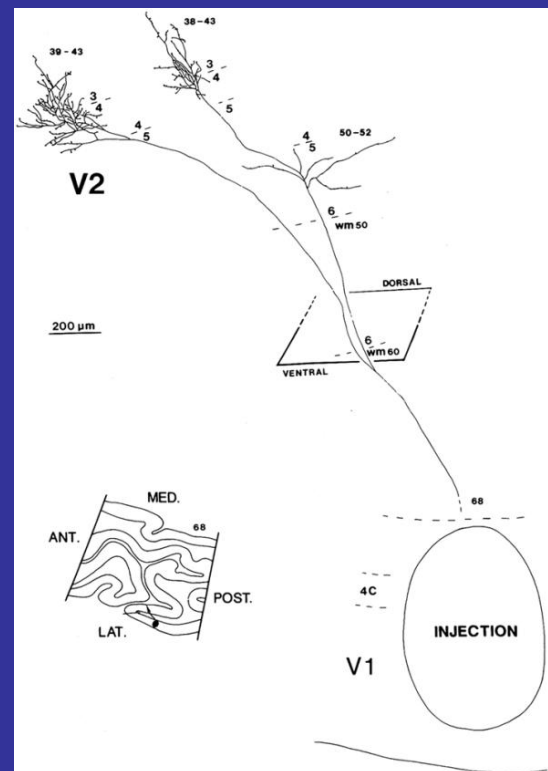 38-43
39-43
3
4
3
4
5
4
5
4
5
50-52
V2
6
wm 50
DORSAL
200 µm
6
wm 60
VENTRAL
68
MED.
68
ANT.
POST.
4C
LAT.
INJECTION
V1